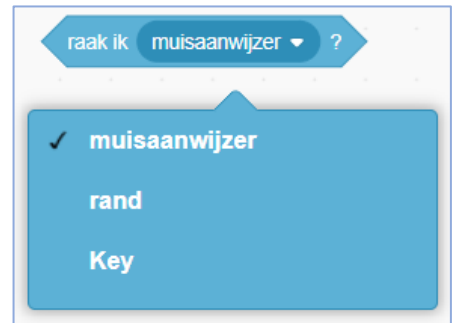 raak ik muisaanwijzer ?
muisaanwijzer
rand
Key